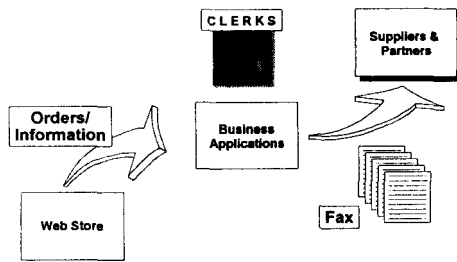 CLERKS
Suppliers &
Partners
Orders/
Information
Business
Applications
Web Store
Fax